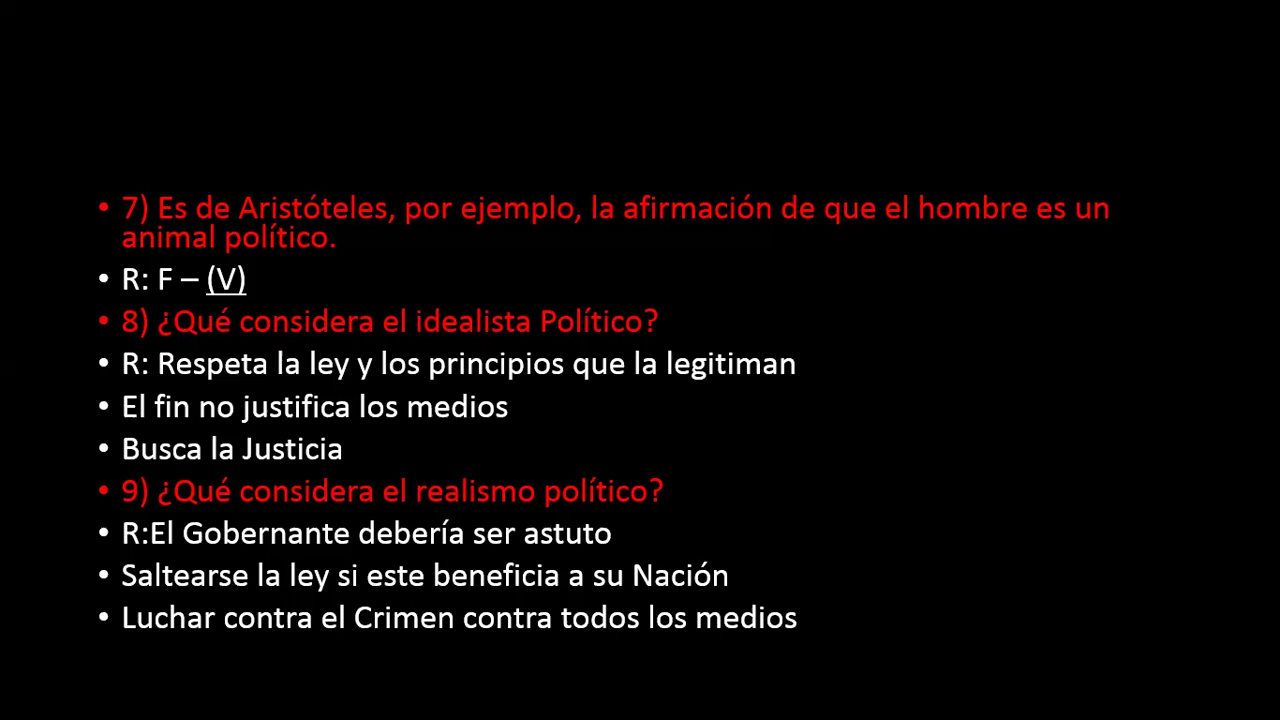 • 7) Es de Aristóteles, por ejemplo, la afirmación de que el hombre es un
animal político.
• R: F – (V)
• 8) ¿Qué considera el idealista Político?
• R: Respeta la ley y los principios que la legitiman
• El fin no justifica los medios
• Busca la Justicia
• 9) ¿Qué considera el realismo político?
• R:El Gobernante debería ser astuto
• Saltearse la ley si este beneficia a su Nación
• Luchar contra el Crimen contra todos los medios